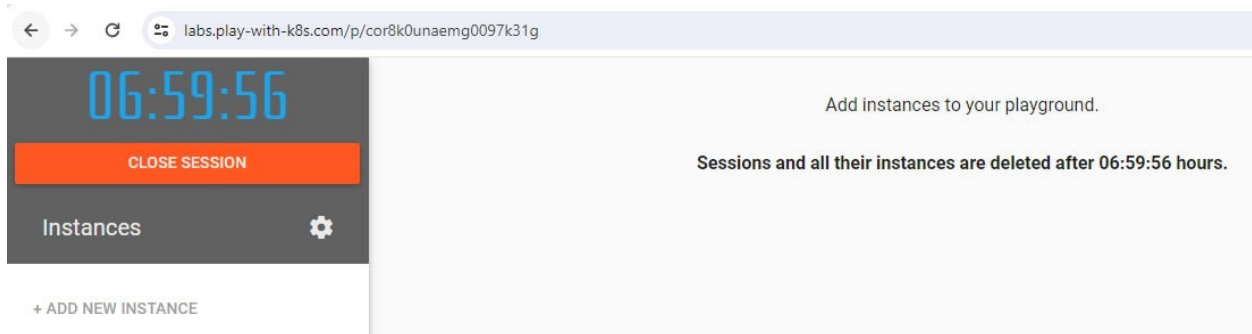 labs.play-with-k8s.com/p/cor8k0unaemg0097k31g
06:59:56
CLOSE SESSION
Instances
+ ADD NEW INSTANCE
Add instances to your playground.
Sessions and all their instances are deleted after 06:59:56 hours.